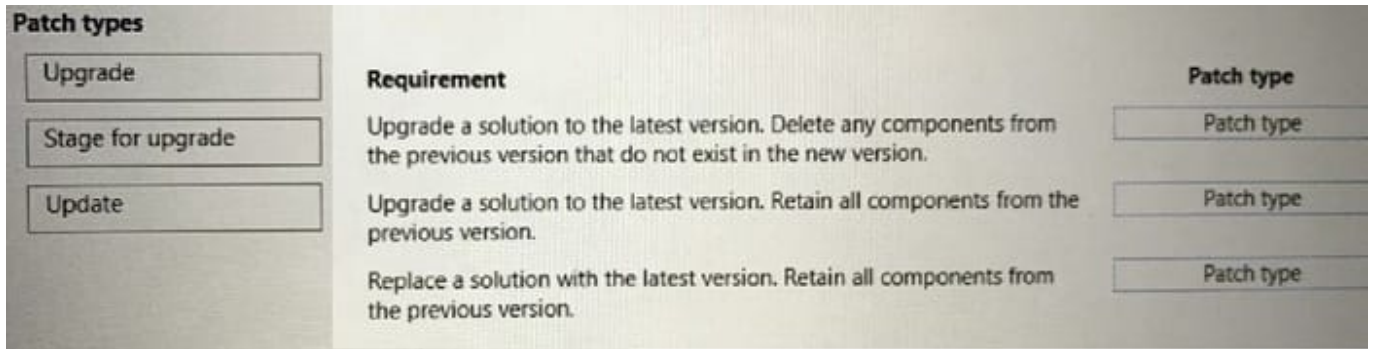 Patch types
Upgrade
Stage for upgrade
Update
Requirement
Patch type
Upgrade a solution to the latest version. Delete any components from
the previous version that do not exist in the new version.
Patch type
Upgrade a solution to the latest version. Retain all components from the
previous version.
Patch type
Replace a solution with the latest version. Retain all components from
the previous version.
Patch type